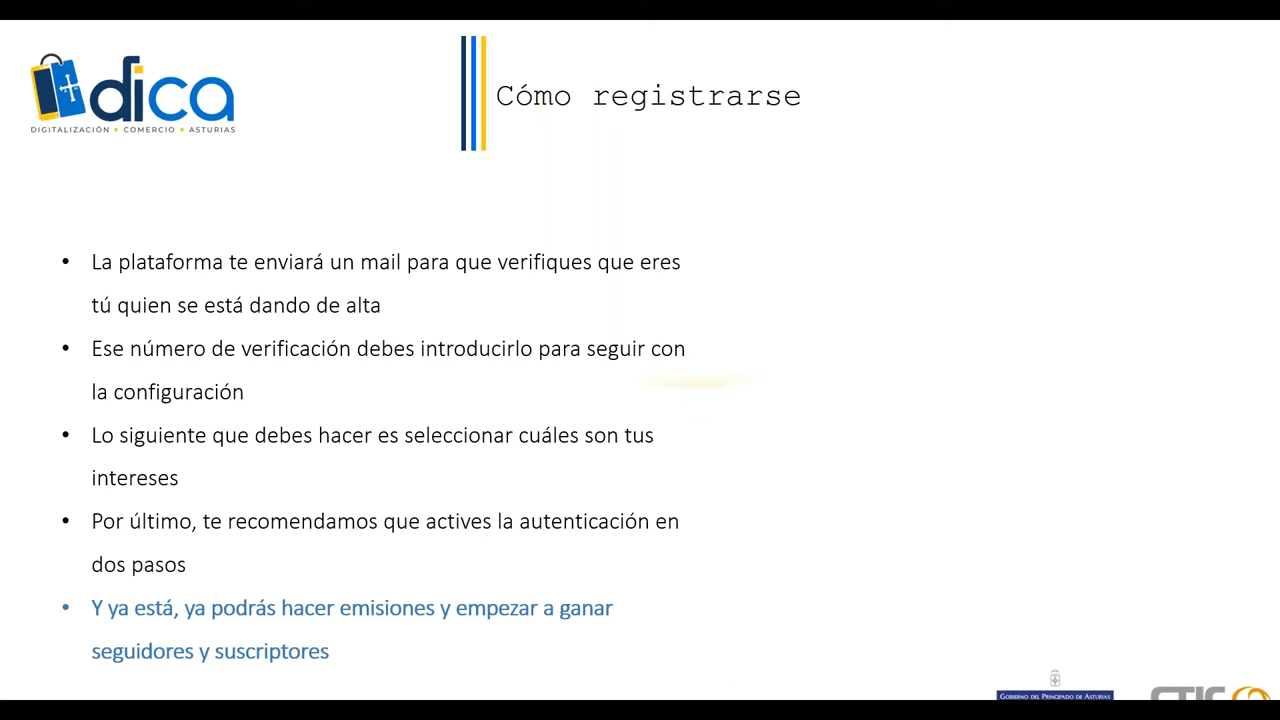 dica
DIGITALIZACIÓN • COMERCIO • ASTURIAS
Cómo registrarse
• La plataforma te enviará un mail para que verifiques que eres
tú quien se está dando de alta
• Ese número de verificación debes introducirlo para seguir con
la configuración
• Lo siguiente que debes hacer es seleccionar cuáles son tus
intereses
• Por último, te recomendamos que actives la autenticación en
dos pasos
• Y ya está, ya podrás hacer emisiones y empezar a ganar
seguidores y suscriptores
GOBIERNO DEL PRINCIPADO DE ASTURIAS